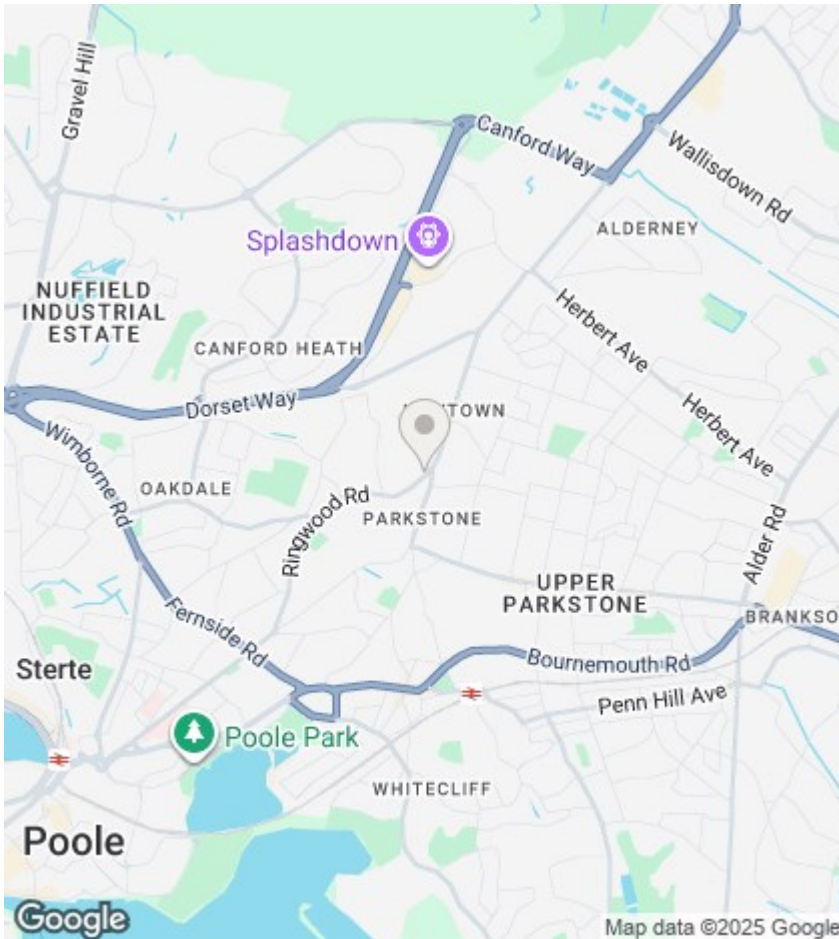 Gravel Hill
Canford Way
Wallisdown Rd
Splashdown
ALDERNEY
NUFFIELD
INDUSTRIAL
ESTATE
Herbert Ave
CANFORD HEATH
Dorset Way
TOWN
Herbert Ave
Wimborne Rd
OAKDALE
Ringwood Rd
PARKSTONE
Alder Rd
UPPER
PARKSTONE
BRANKSO
Fernside Rd
Bournemouth Rd
Sterte
Penn Hill Ave
Poole Park
WHITECLIFF
Poole
Google
Map data ©2025 Google